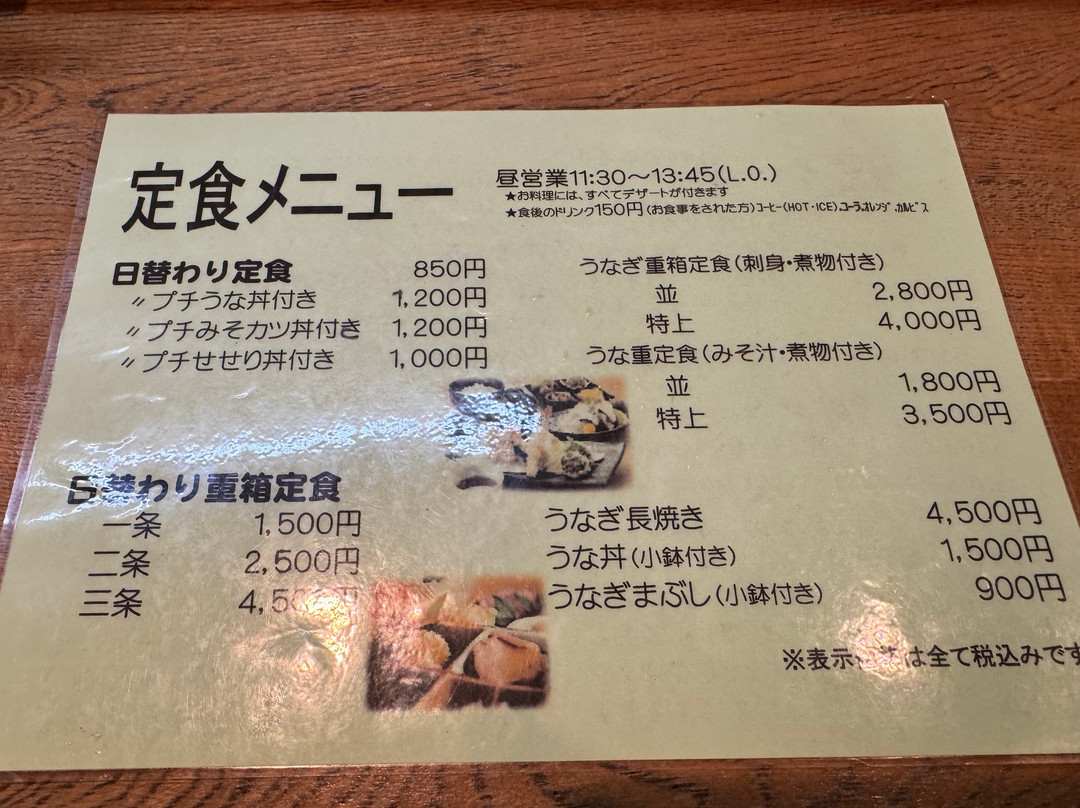 定食メニュー
昼営業11:30～13:45(L.O.)
★お料理には、すべてデザートが付きます
★食後のドリンク150円(お食事をされた方)コーヒー(HOT・ICE),コーラ,オレンジ,カルピス
日替わり定食 850円
〃プチうな丼付き 1,200円
〃プチみそカツ丼付き 1,200円
〃プチせせり丼付き 1,000円
日替わり重箱定食
一条 1,500円
二条 2,500円
三条
うなぎ重箱定食(刺身・煮物付き)
並 2,800円
特上 4,000円
うな重定食(みそ汁・煮物付き)
並 1,800円
特上 3,500円
うなぎ長焼き 4,500円
うな丼(小鉢付き) 1,500円
うなぎまぶし(小鉢付き) 900円
※表示は全て税込みです